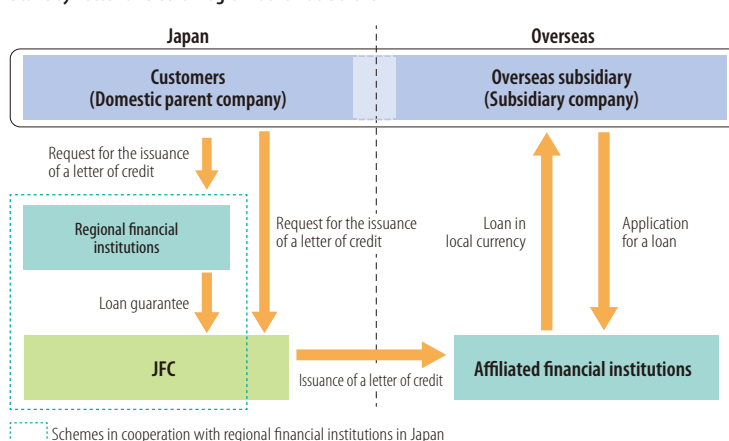 Japan
Overseas
Customers
(Domestic parent company)
Overseas subsidiary
(Subsidiary company)
Request for the issuance
of a letter of credit
Regional financial
institutions
Request for the issuance
of a letter of credit
Loan in
local currency
Application
for a loan
Loan guarantee
JFC
Issuance of a letter of credit
Affiliated financial institutions
Schemes in cooperation with regional financial institutions in Japan